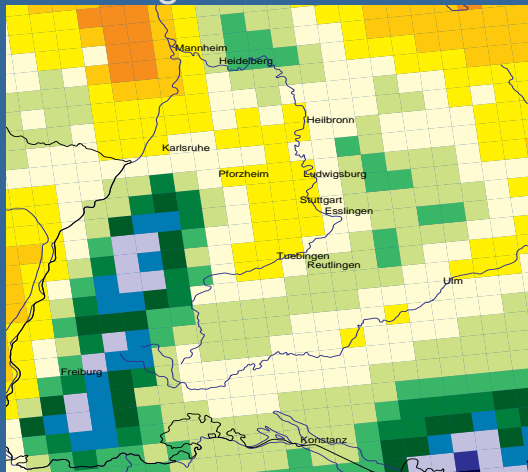 Mannheim
Heidelberg
Heilbronn
Karlsruhe
Pforzheim
Ludwigsburg
Stuttgart
Esslingen
Tuebingen
Reutlingen
Ulm
Freiburg
Konstanz